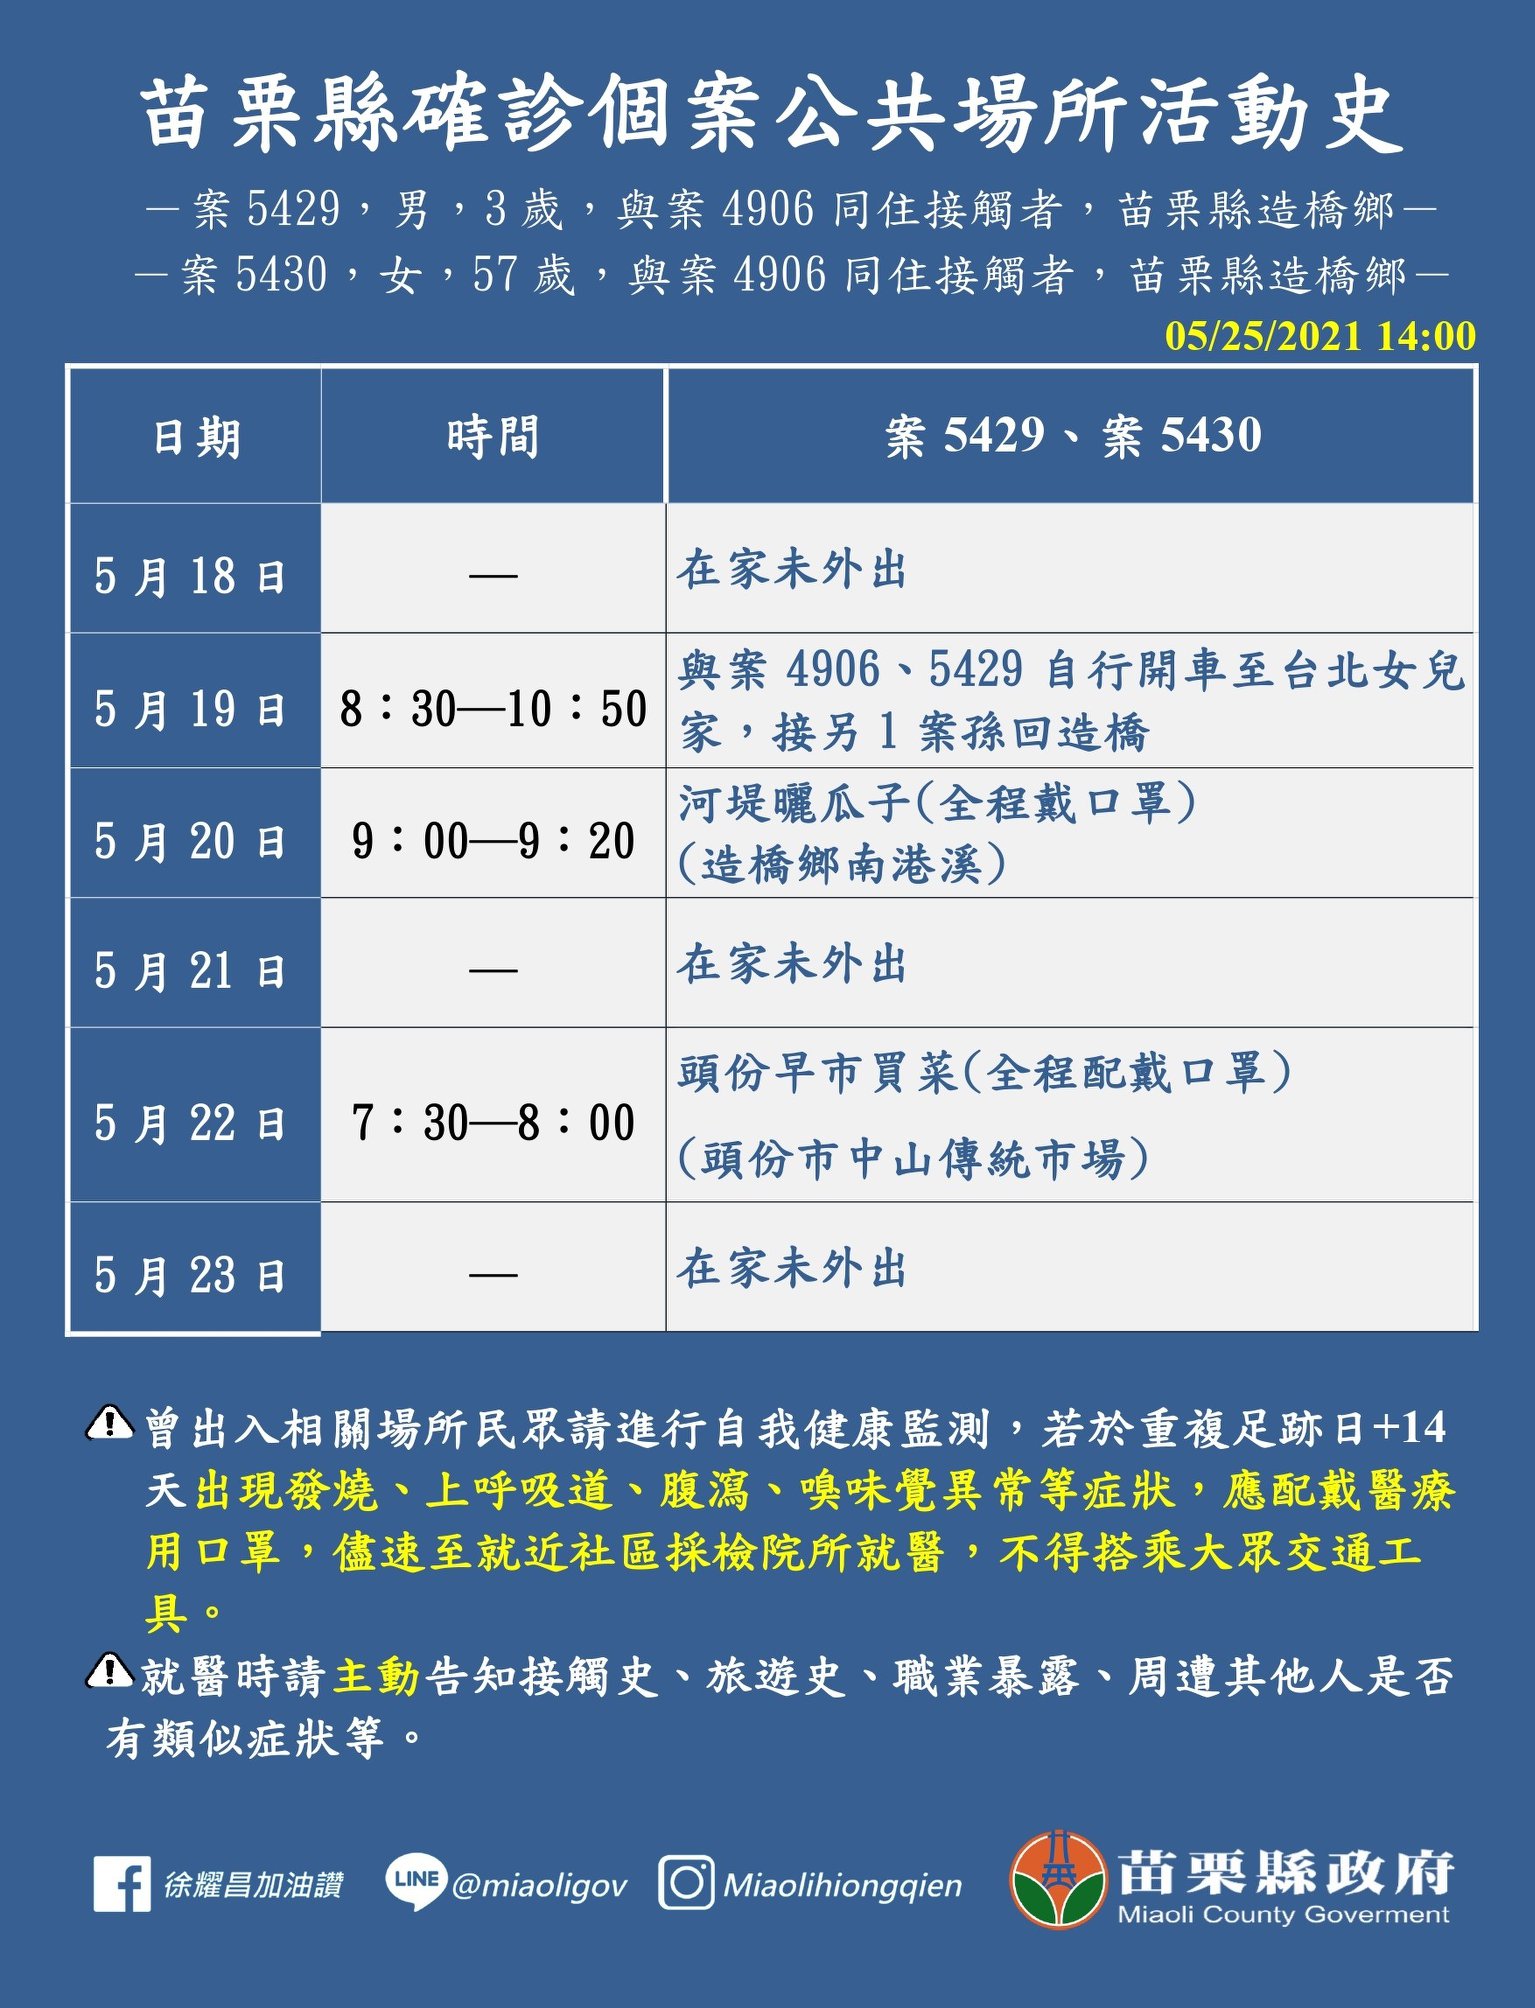 苗栗縣確診個案公共場所活動史
－案 5429，男，3 歲，與案 4906 同住接觸者，苗栗縣造橋鄉－
－案 5430，女，57 歲，與案 4906 同住接觸者，苗栗縣造橋鄉－
05/25/2021 14:00
日期 時間 案 5429、案 5430
5 月 18 日 — 在家未外出
5 月 19 日 8：30—10：50 與案 4906、5429 自行開車至台北女兒
家，接另 1 案孫回造橋
5 月 20 日 9：00—9：20 河堤曬瓜子(全程戴口罩)
(造橋鄉南港溪)
5 月 21 日 — 在家未外出
5 月 22 日 7：30—8：00 頭份早市買菜(全程配戴口罩)
(頭份市中山傳統市場)
5 月 23 日 — 在家未外出
曾出入相關場所民眾請進行自我健康監測，若於重複足跡日+14
天出現發燒、上呼吸道、腹瀉、嗅味覺異常等症狀，應配戴醫療
用口罩，儘速至就近社區採檢院所就醫，不得搭乘大眾交通工
具。
就醫時請主動告知接觸史、旅遊史、職業暴露、周遭其他人是否
有類似症狀等。
徐耀昌加油讚 LINE @miaoligov Miaolihiongqien 苗栗縣政府
Miaoli County Goverment